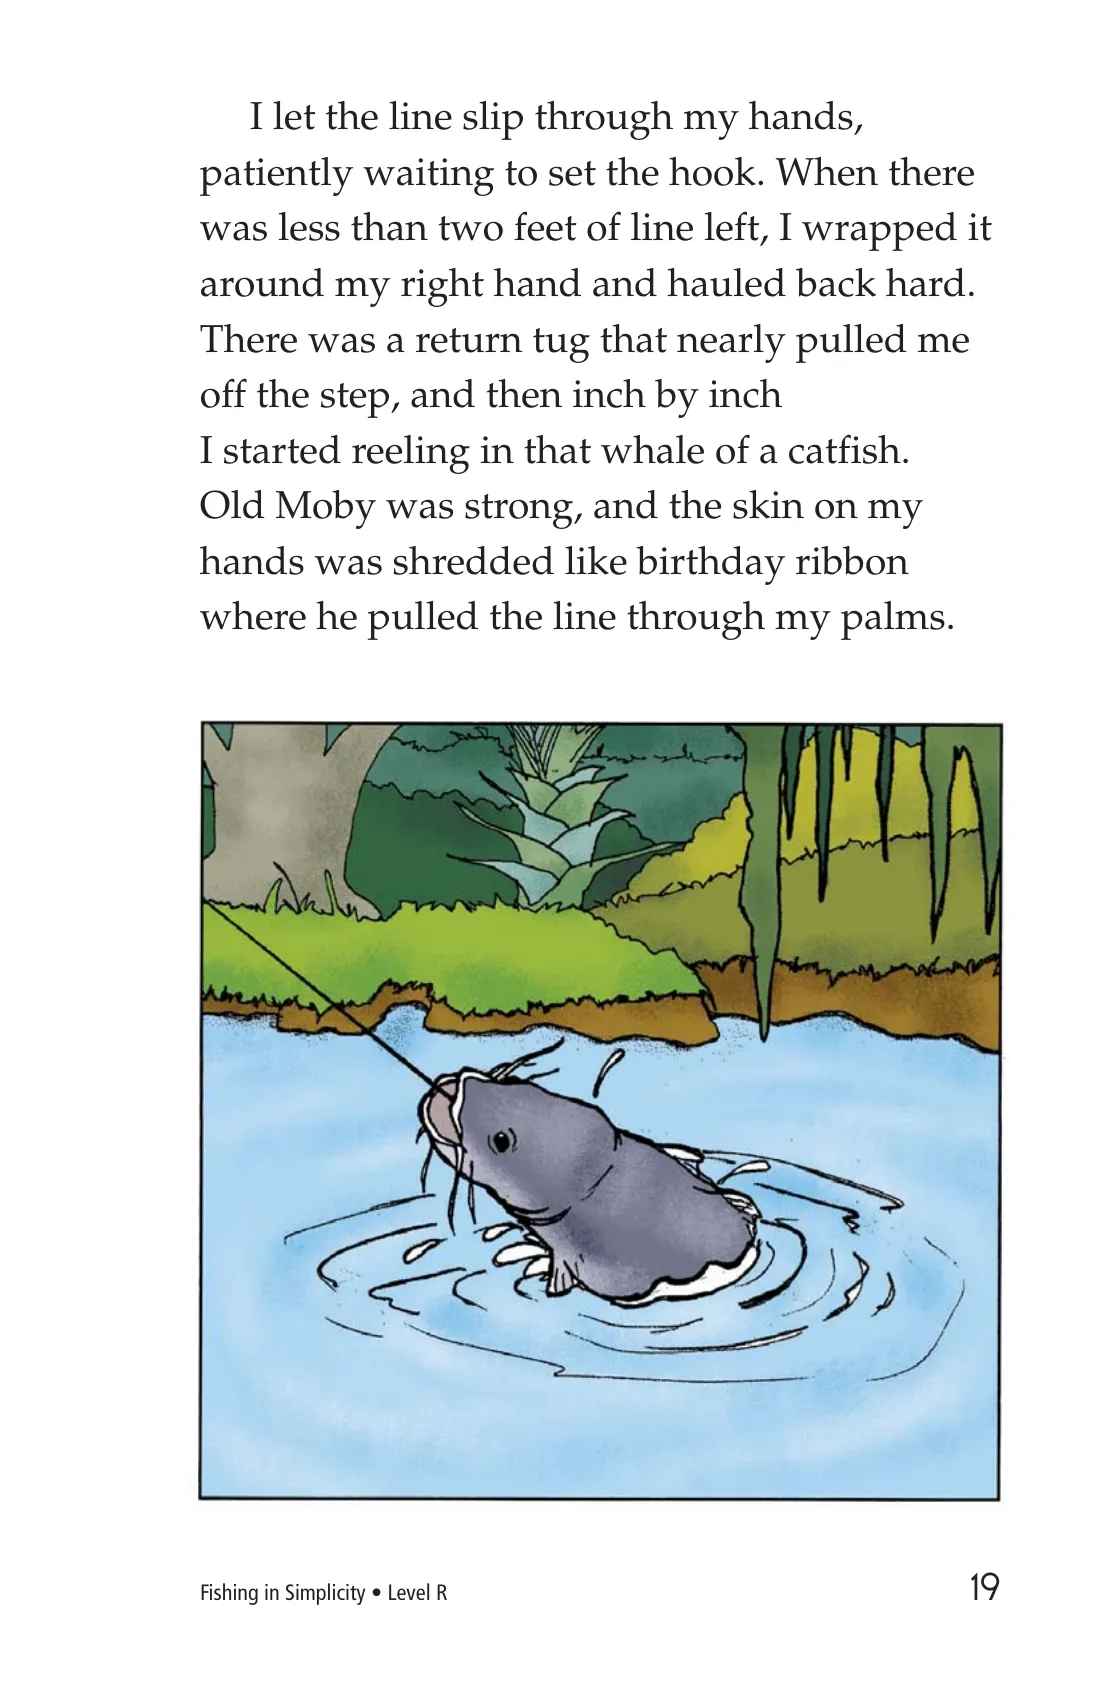 I let the line slip through my hands,
patiently waiting to set the hook. When there
was less than two feet of line left, I wrapped it
around my right hand and hauled back hard.
There was a return tug that nearly pulled me
off the step, and then inch by inch
I started reeling in that whale of a catfish.
Old Moby was strong, and the skin on my
hands was shredded like birthday ribbon
where he pulled the line through my palms.
Fishing in Simplicity • Level R
19